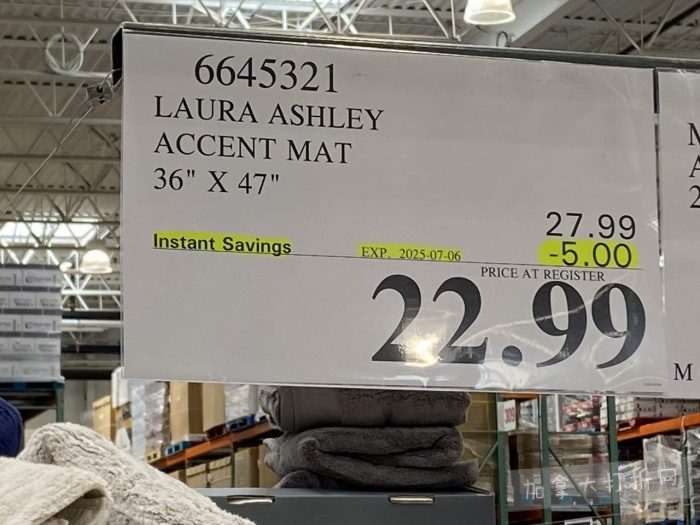 6645321
LAURA ASHLEY
ACCENT MAT
36" X 47"
27.99
Instant Savings EXP. 2025-07-06 -5.00
PRICE AT REGISTER
22.99
M
A
2
M
加拿大打折网